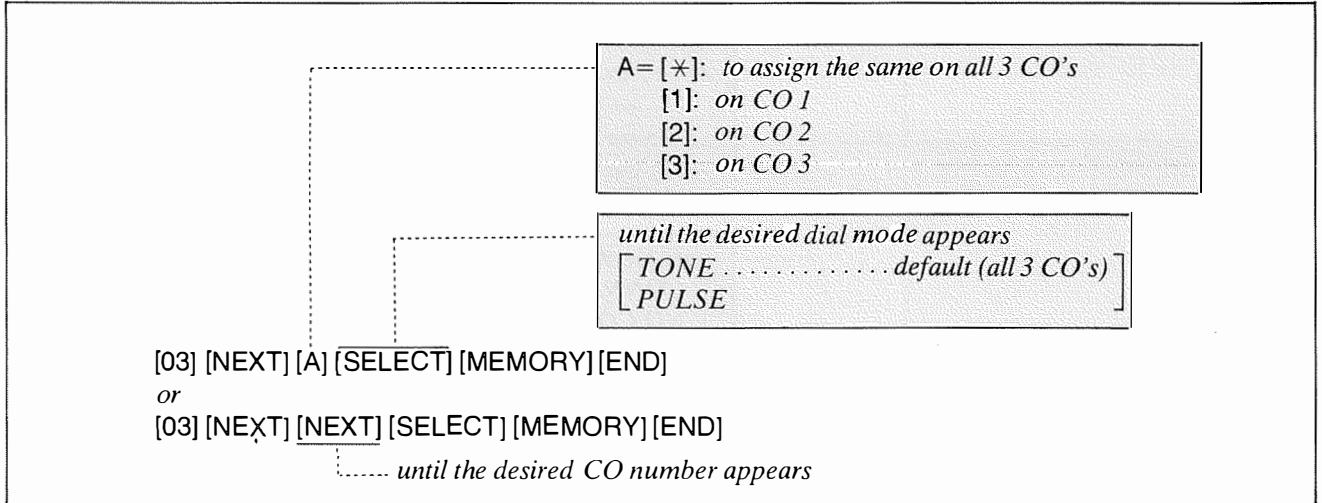 A=[✳]: to assign the same on all 3 CO's
[1]: on CO 1
[2]: on CO 2
[3]: on CO 3
until the desired dial mode appears
TONE ............. default (all 3 CO's)
PULSE
[03] [NEXT] [A] [SELECT] [MEMORY] [END]
or
[03] [NEXT] [NEXT] [SELECT] [MEMORY] [END]
until the desired CO number appears